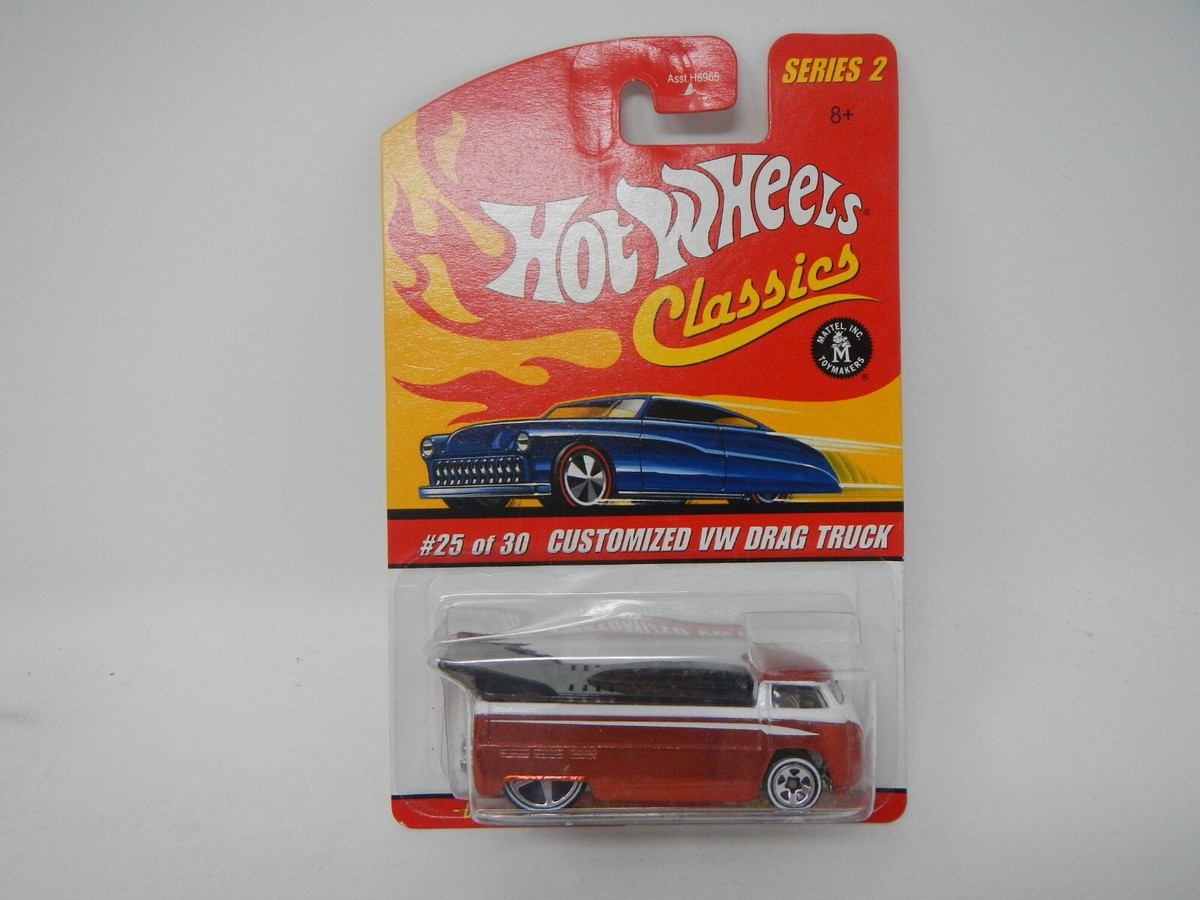 Asst.H6965
SERIES 2
8+
HOT WHEELS®
Classics
MATTEL, INC.
M
TOYMAKERS
®
#25 of 30 CUSTOMIZED VW DRAG TRUCK